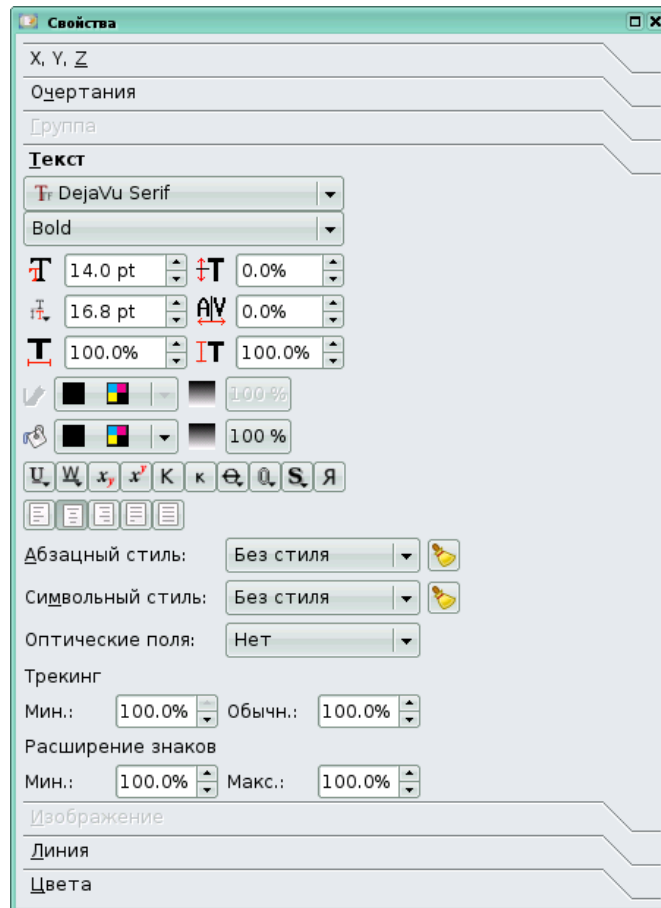 Свойства
X, Y, Z
Очертания
Группа
Текст
DejaVu Serif
Bold
14.0 pt 0.0%
16.8 pt 0.0%
100.0% 100.0%
100 %
100 %
U W x y x y K к O O S Я
Абзацный стиль: Без стиля
Символьный стиль: Без стиля
Оптические поля: Нет
Трекинг
Мин.: 100.0% Обычн.: 100.0%
Расширение знаков
Мин.: 100.0% Макс.: 100.0%
Изображение
Линия
Цвета